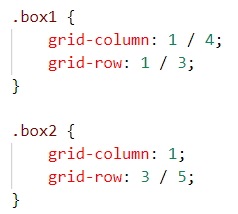 .box1 {
    grid-column: 1 / 4;
    grid-row: 1 / 3;
}

.box2 {
    grid-column: 1;
    grid-row: 3 / 5;
}